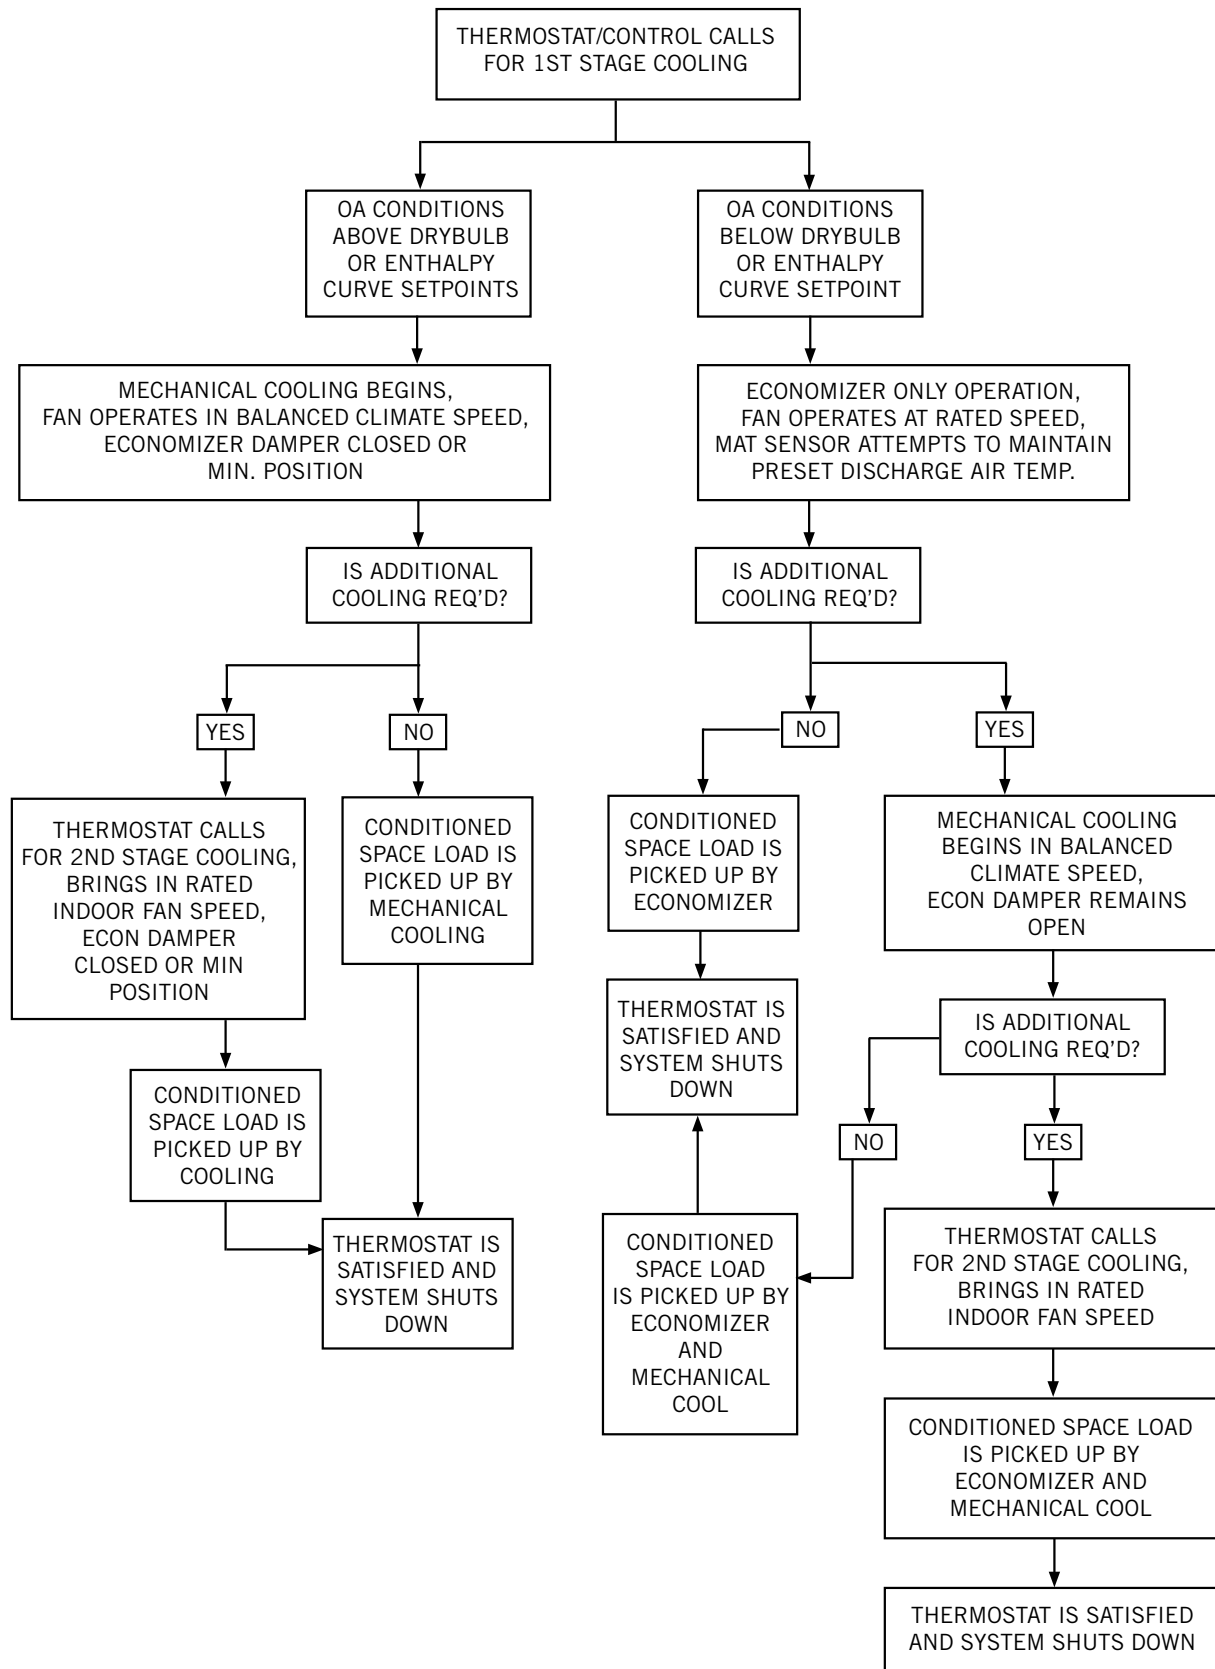 THERMOSTAT/CONTROL CALLS
FOR 1ST STAGE COOLING
OA CONDITIONS
ABOVE DRYBULB
OR ENTHALPY
CURVE SETPOINTS
OA CONDITIONS
BELOW DRYBULB
OR ENTHALPY
CURVE SETPOINT
MECHANICAL COOLING BEGINS,
FAN OPERATES IN BALANCED CLIMATE SPEED,
ECONOMIZER DAMPER CLOSED OR
MIN. POSITION
ECONOMIZER ONLY OPERATION,
FAN OPERATES AT RATED SPEED,
MAT SENSOR ATTEMPTS TO MAINTAIN
PRESET DISCHARGE AIR TEMP.
IS ADDITIONAL
COOLING REQ'D?
IS ADDITIONAL
COOLING REQ'D?
YES
NO
NO
YES
THERMOSTAT CALLS
FOR 2ND STAGE COOLING,
BRINGS IN RATED
INDOOR FAN SPEED,
ECON DAMPER
CLOSED OR MIN
POSITION
CONDITIONED
SPACE LOAD IS
PICKED UP BY
MECHANICAL
COOLING
CONDITIONED
SPACE LOAD IS
PICKED UP BY
ECONOMIZER
MECHANICAL COOLING
BEGINS IN BALANCED
CLIMATE SPEED,
ECON DAMPER REMAINS
OPEN
THERMOSTAT IS
SATISFIED AND
SYSTEM SHUTS
DOWN
IS ADDITIONAL
COOLING REQ'D?
CONDITIONED
SPACE LOAD IS
PICKED UP BY
COOLING
NO
YES
THERMOSTAT IS
SATISFIED AND
SYSTEM SHUTS
DOWN
CONDITIONED
SPACE LOAD
IS PICKED UP BY
ECONOMIZER
AND
MECHANICAL
COOL
THERMOSTAT CALLS
FOR 2ND STAGE COOLING,
BRINGS IN RATED
INDOOR FAN SPEED
CONDITIONED SPACE LOAD
IS PICKED UP BY
ECONOMIZER AND
MECHANICAL COOL
THERMOSTAT IS SATISFIED
AND SYSTEM SHUTS DOWN